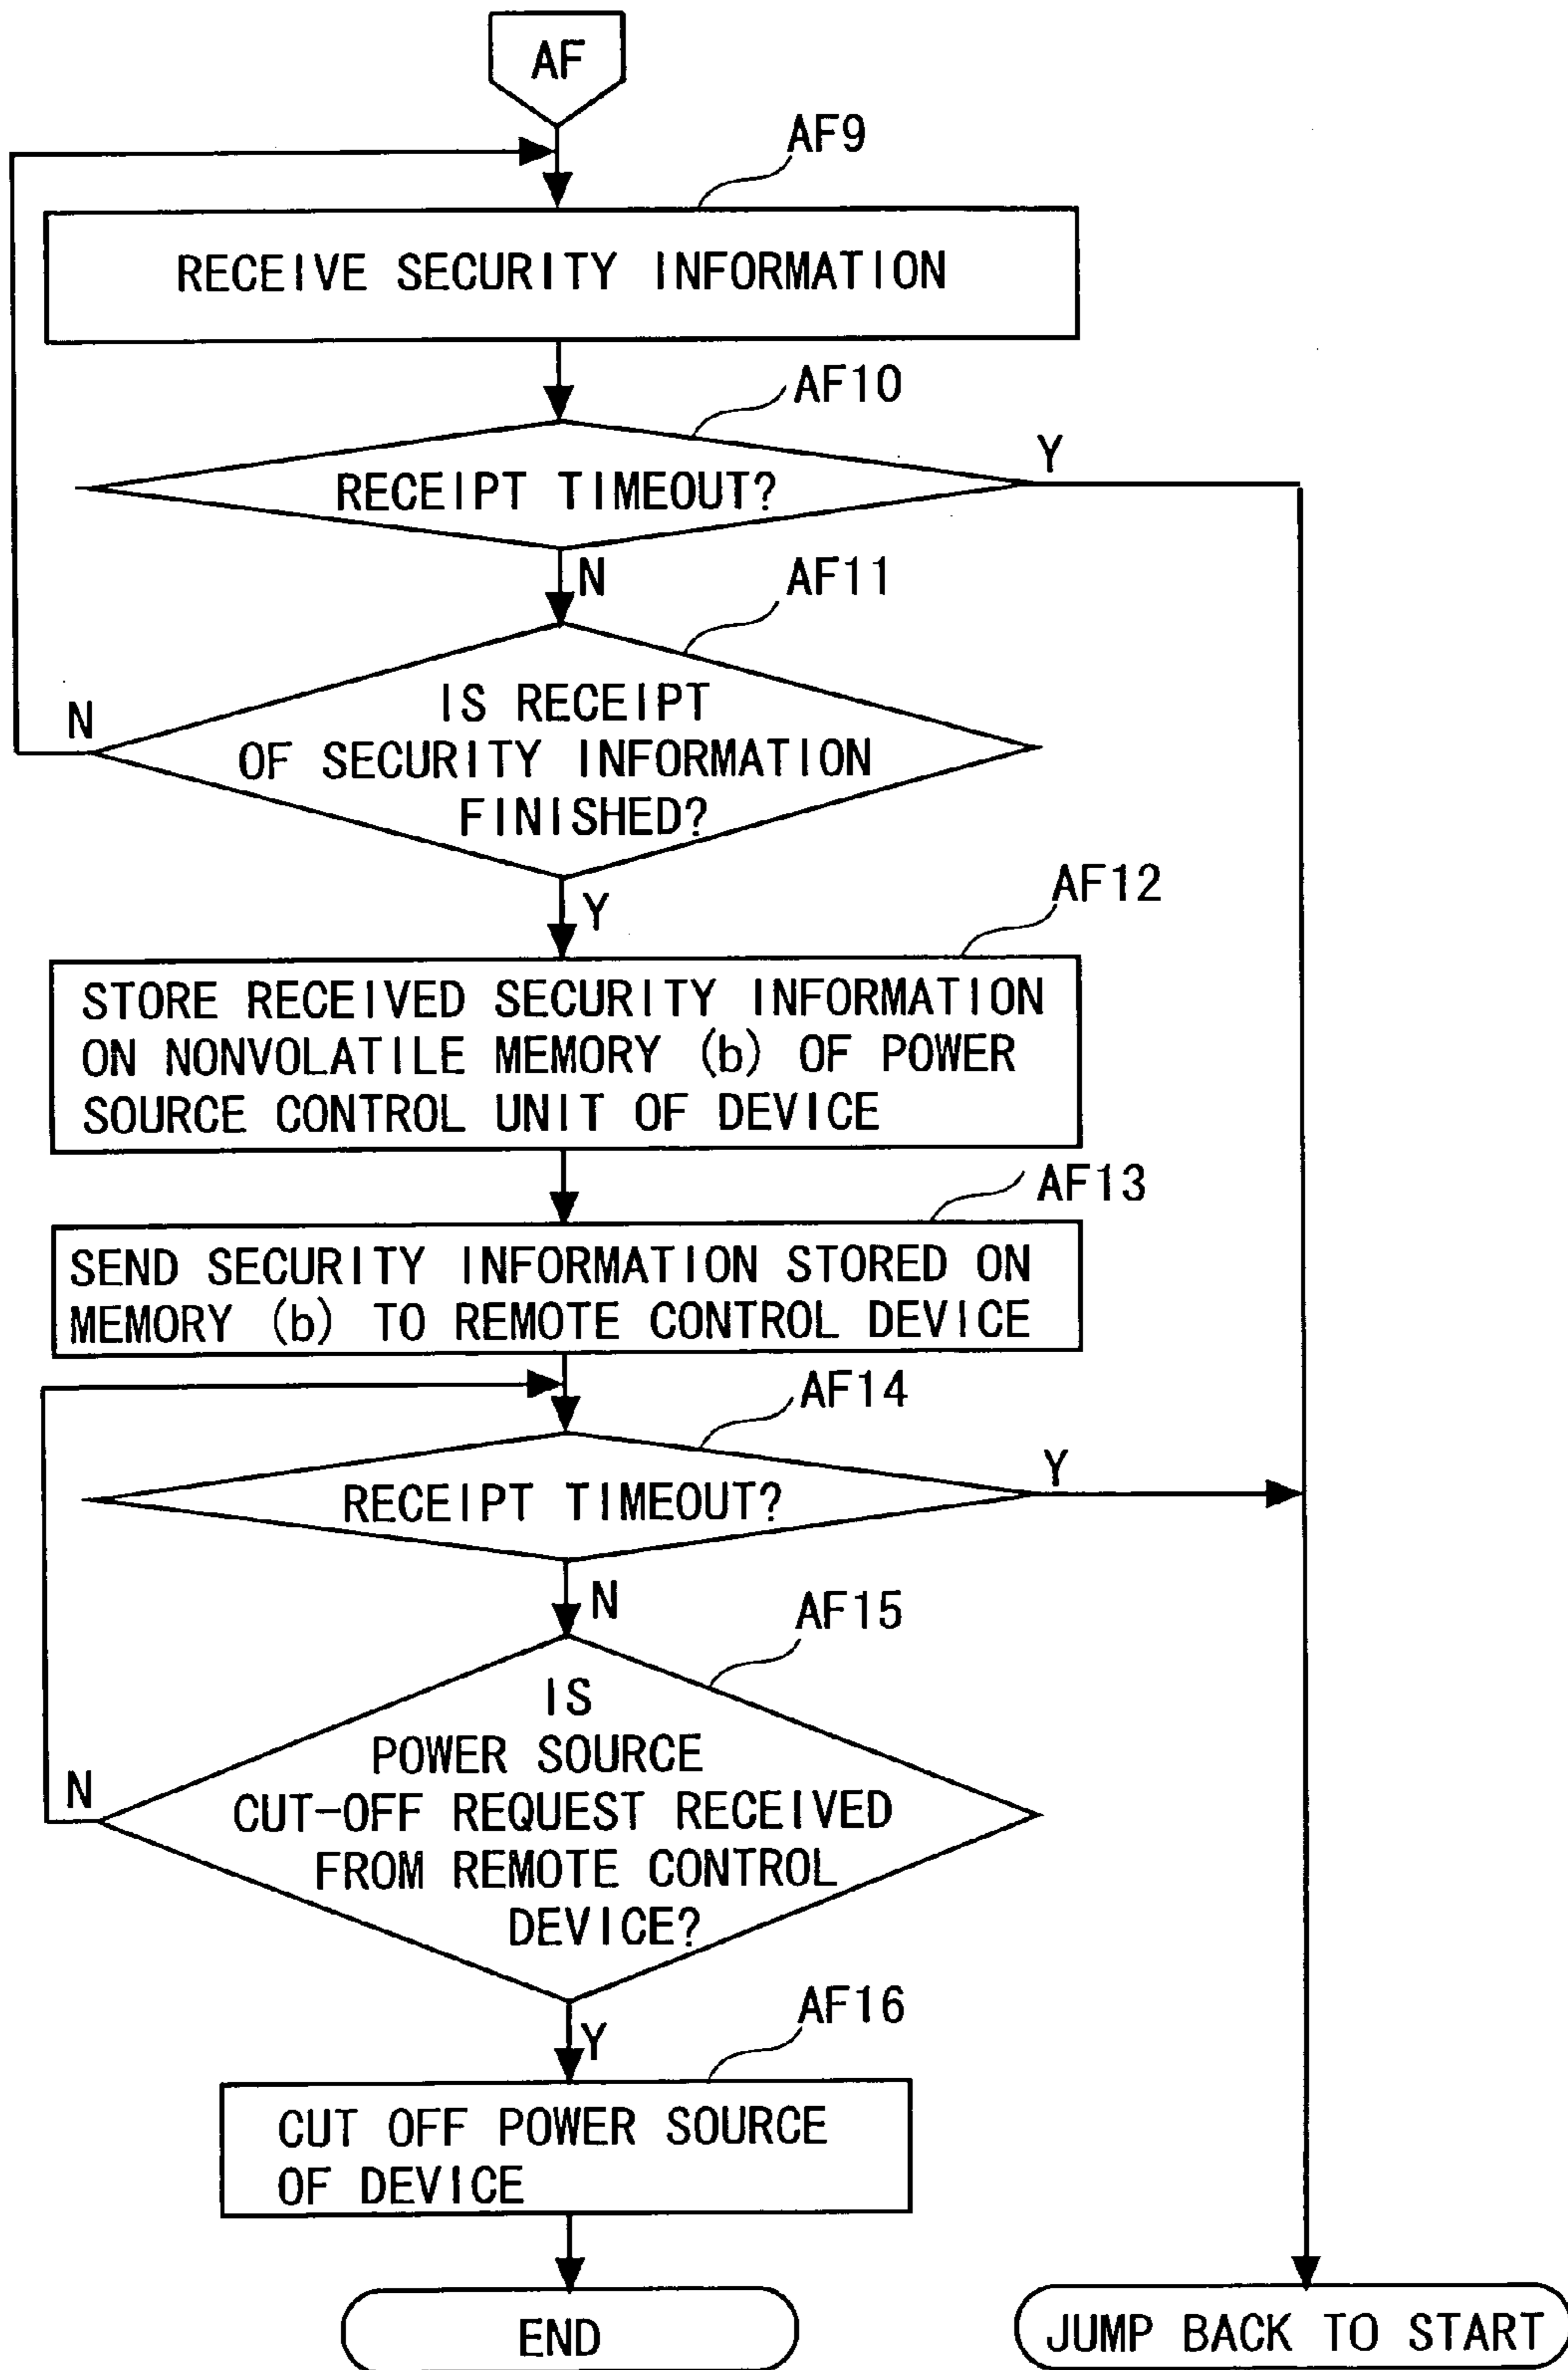 AF
AF9
RECEIVE SECURITY INFORMATION
AF10
RECEIPT TIMEOUT?
Y
N
AF11
IS RECEIPT
OF SECURITY INFORMATION
FINISHED?
N
Y
AF12
STORE RECEIVED SECURITY INFORMATION
ON NONVOLATILE MEMORY (b) OF POWER
SOURCE CONTROL UNIT OF DEVICE
AF13
SEND SECURITY INFORMATION STORED ON
MEMORY (b) TO REMOTE CONTROL DEVICE
AF14
RECEIPT TIMEOUT?
Y
N
AF15
IS
POWER SOURCE
CUT-OFF REQUEST RECEIVED
FROM REMOTE CONTROL
DEVICE?
N
Y
AF16
CUT OFF POWER SOURCE
OF DEVICE
END
JUMP BACK TO START